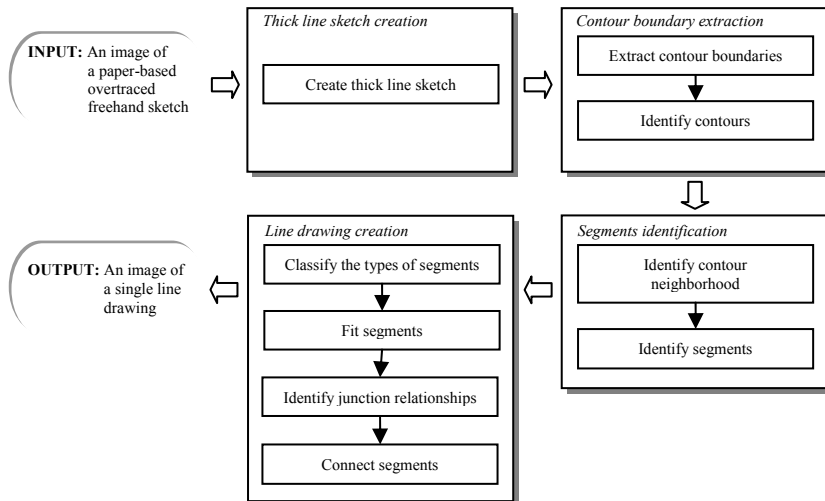 INPUT: An image of
a paper-based
overtraced
freehand sketch
Thick line sketch creation
Create thick line sketch
Contour boundary extraction
Extract contour boundaries
Identify contours
Segments identification
Identify contour
neighborhood
Identify segments
Line drawing creation
Classify the types of segments
Fit segments
Identify junction relationships
Connect segments
OUTPUT: An image of
a single line
drawing